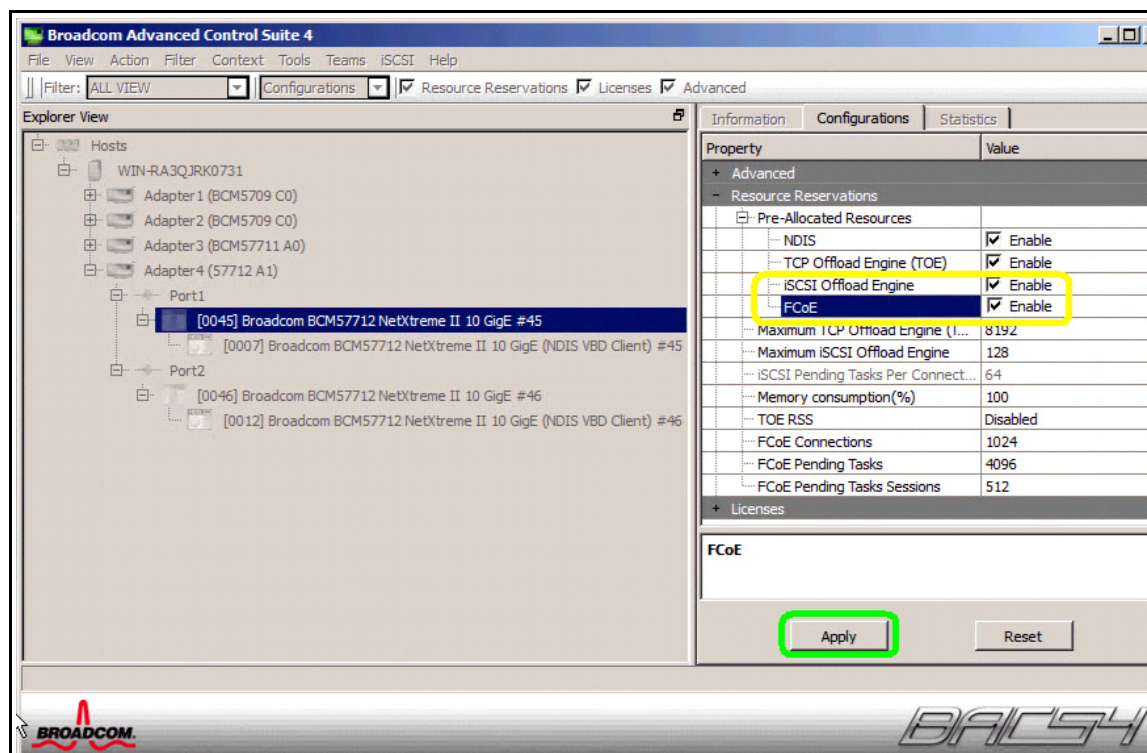 Broadcom Advanced Control Suite 4
File View Action Filter Context Tools Teams iSCSI Help
Filter: ALL VIEW Configurations Resource Reservations Licenses Advanced
Explorer View
Hosts
WIN-RA3QJRK0731
Adapter1 (BCM5709 C0)
Adapter2 (BCM5709 C0)
Adapter3 (BCM57711 A0)
Adapter4 (57712 A1)
Port1
[0045] Broadcom BCM57712 NetXtreme II 10 GigE #45
[0007] Broadcom BCM57712 NetXtreme II 10 GigE (NDIS VBD Client) #45
Port2
[0046] Broadcom BCM57712 NetXtreme II 10 GigE #46
[0012] Broadcom BCM57712 NetXtreme II 10 GigE (NDIS VBD Client) #46
Information Configurations Statistics
Property Value
+ Advanced
- Resource Reservations
Pre-Allocated Resources
NDIS Enable
TCP Offload Engine (TOE) Enable
iSCSI Offload Engine Enable
FCoE Enable
Maximum TCP Offload Engine (T... 8192
Maximum iSCSI Offload Engine 128
iSCSI Pending Tasks Per Connect... 64
Memory consumption(%) 100
TOE RSS Disabled
FCoE Connections 1024
FCoE Pending Tasks 4096
FCoE Pending Tasks Sessions 512
+ Licenses
FCoE
Apply Reset
BROADCOM.
BACS4